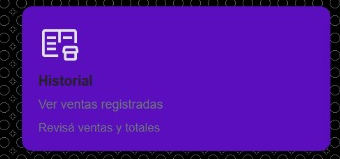 Historial
Ver ventas registradas
Revisá ventas y totales